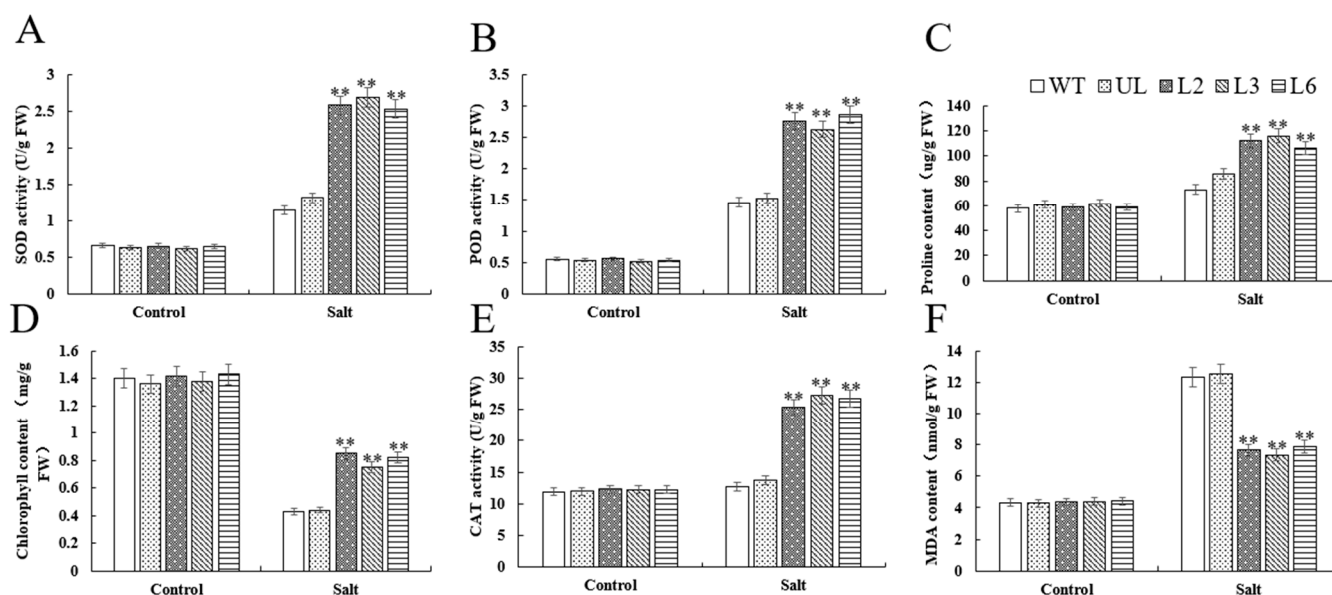 A
SOD activity (U/g FW)
3
2.5
2
1.5
1
0.5
0
** ** **
Control Salt
B
POD activity (U/g FW)
3.5
3
2.5
2
1.5
1
0.5
0
** ** **
Control Salt
C
WT UL L2 L3 L6
Proline content (ug/g FW)
140
120
100
80
60
40
20
0
** ** **
Control Salt
D
Chlorophyll content (mg/g
FW)
1.6
1.4
1.2
1
0.8
0.6
0.4
0.2
0
** ** **
Control Salt
E
CAT activity (U/g FW)
35
30
25
20
15
10
5
0
** ** **
Control Salt
F
MDA content (nmol/g FW)
14
12
10
8
6
4
2
0
** ** **
Control Salt